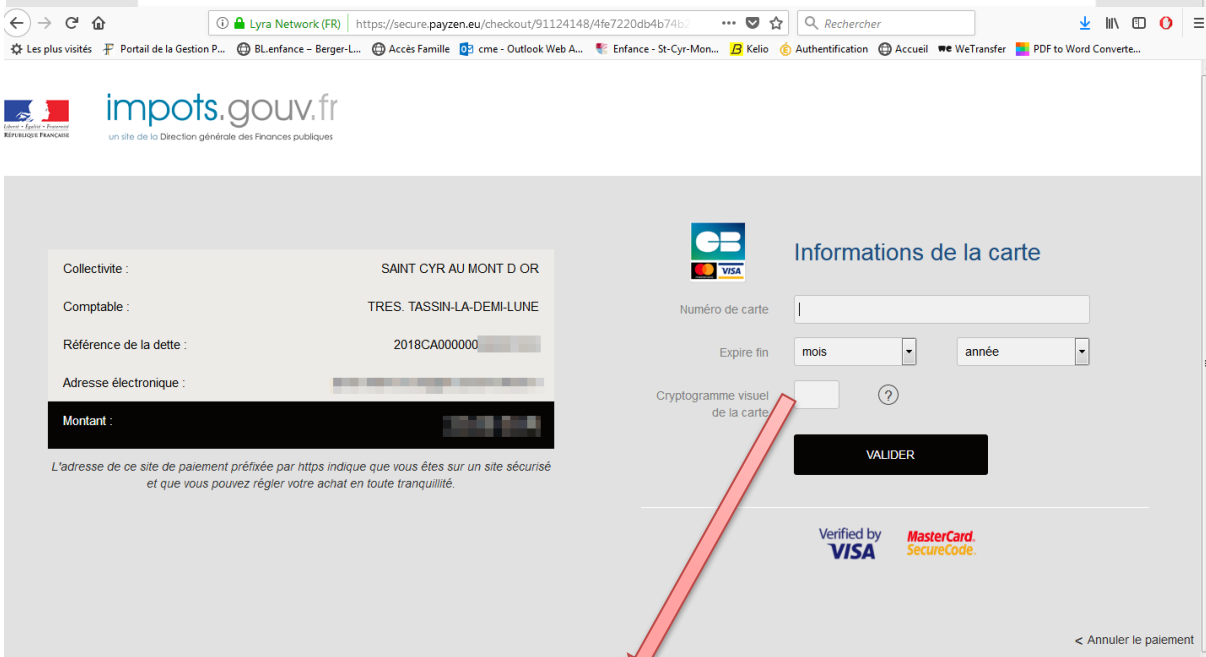 Lyra Network (FR) https://secure.payzen.eu/checkout/91124148/4fe7220db4b74b2 Rechercher
Les plus visités Portail de la Gestion P... BL.enfance – Berger-L... Accès Famille cme - Outlook Web A... Enfance - St-Cyr-Mon... Kelio Authentification Accueil WeTransfer PDF to Word Converte...
impots.gouv.fr
Liberté • Égalité • Fraternité
RÉPUBLIQUE FRANÇAISE
un site de la Direction générale des Finances publiques
CB
VISA
Informations de la carte
Collectivite : SAINT CYR AU MONT D OR
Comptable : TRES. TASSIN-LA-DEMI-LUNE
Référence de la dette : 2018CA000000
Adresse électronique :
Montant :
L'adresse de ce site de paiement préfixée par https indique que vous êtes sur un site sécurisé
et que vous pouvez régler votre achat en toute tranquillité.
Numéro de carte
Expire fin mois année
Cryptogramme visuel
de la carte
?
VALIDER
Verified by
VISA
MasterCard.
SecureCode.
< Annuler le paiement